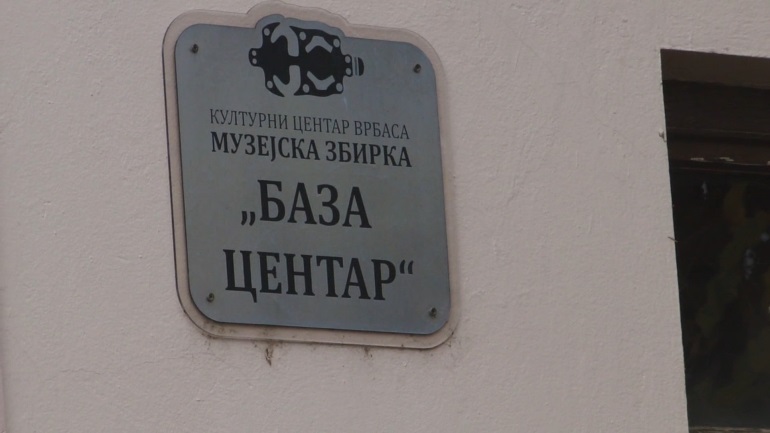 КУЛТУРНИ ЦЕНТАР ВРБАСА
МУЗЕЈСКА ЗБИРКА
„БАЗА
ЦЕНТАР“